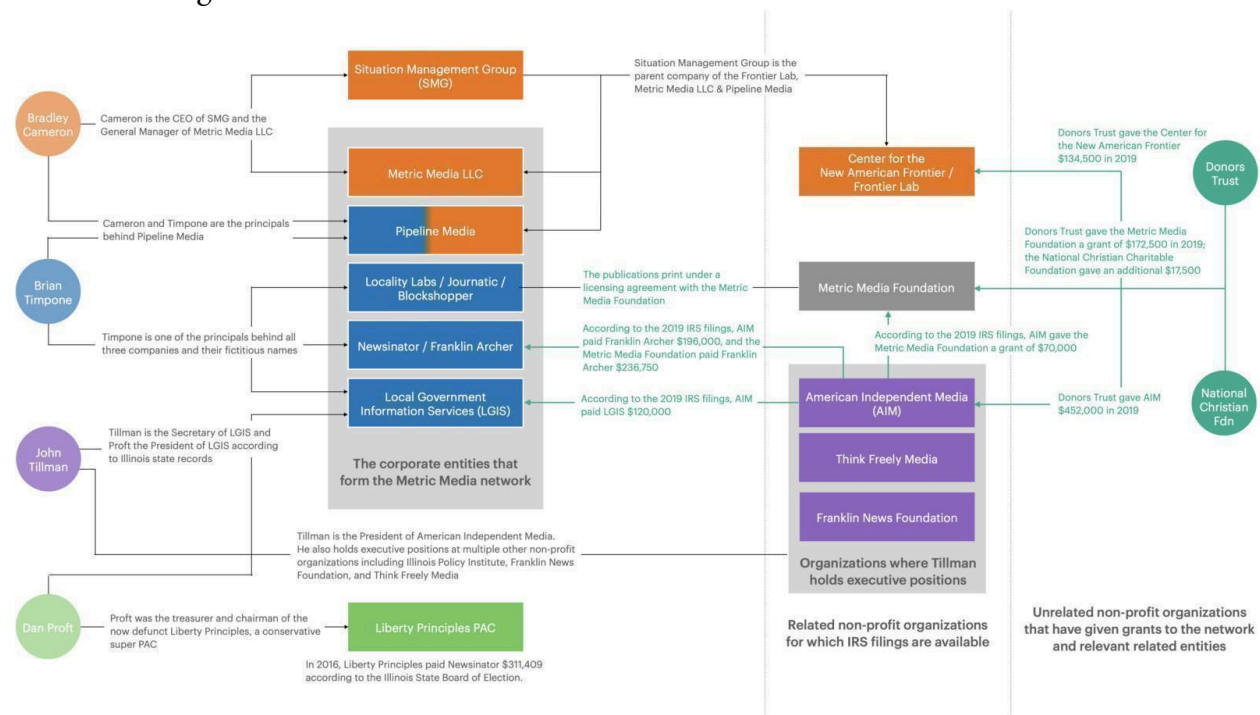 Situation Management Group
(SMG)
Situation Management Group is the
parent company of the Frontier Lab,
Metric Media LLC & Pipeline Media
Bradley
Cameron
Cameron is the CEO of SMG and the
General Manager of Metric Media LLC
Metric Media LLC
Center for the
New American Frontier /
Frontier Lab
Donors Trust gave the Center for
the New American Frontier
$134,500 in 2019
Donors
Trust
Cameron and Timpone are the principals
behind Pipeline Media
Pipeline Media
Donors Trust gave the Metric Media
Foundation a grant of $172,500 in 2019;
the National Christian Charitable
Foundation gave an additional $17,500
Brian
Timpone
Locality Labs / Journatic /
Blockshopper
The publications print under a
licensing agreement with the Metric
Media Foundation
Metric Media Foundation
Timpone is one of the principals behind all
three companies and their fictitious names
Newsinator / Franklin Archer
According to the 2019 IRS filings, AIM
paid Franklin Archer $196,000, and the
Metric Media Foundation paid Franklin
Archer $236,750
According to the 2019 IRS filings, AIM gave the
Metric Media Foundation a grant of $70,000
Local Government
Information Services (LGIS)
According to the 2019 IRS filings, AIM
paid LGIS $120,000
American Independent Media
(AIM)
Donors Trust gave AIM
$452,000 in 2019
National
Christian
Fdn
John
Tillman
Tillman is the Secretary of LGIS and
Proft the President of LGIS according
to Illinois state records
The corporate entities that
form the Metric Media network
Think Freely Media
Franklin News Foundation
Tillman is the President of American Independent Media.
He also holds executive positions at multiple other non-profit
organizations including Illinois Policy Institute, Franklin News
Foundation, and Think Freely Media
Organizations where Tillman
holds executive positions
Dan Proft
Proft was the treasurer and chairman of the
now defunct Liberty Principles, a conservative
super PAC
Liberty Principles PAC
In 2016, Liberty Principles paid Newsinator $311,409
according to the Illinois State Board of Election.
Related non-profit organizations
for which IRS filings are available
Unrelated non-profit organizations
that have given grants to the network
and relevant related entities